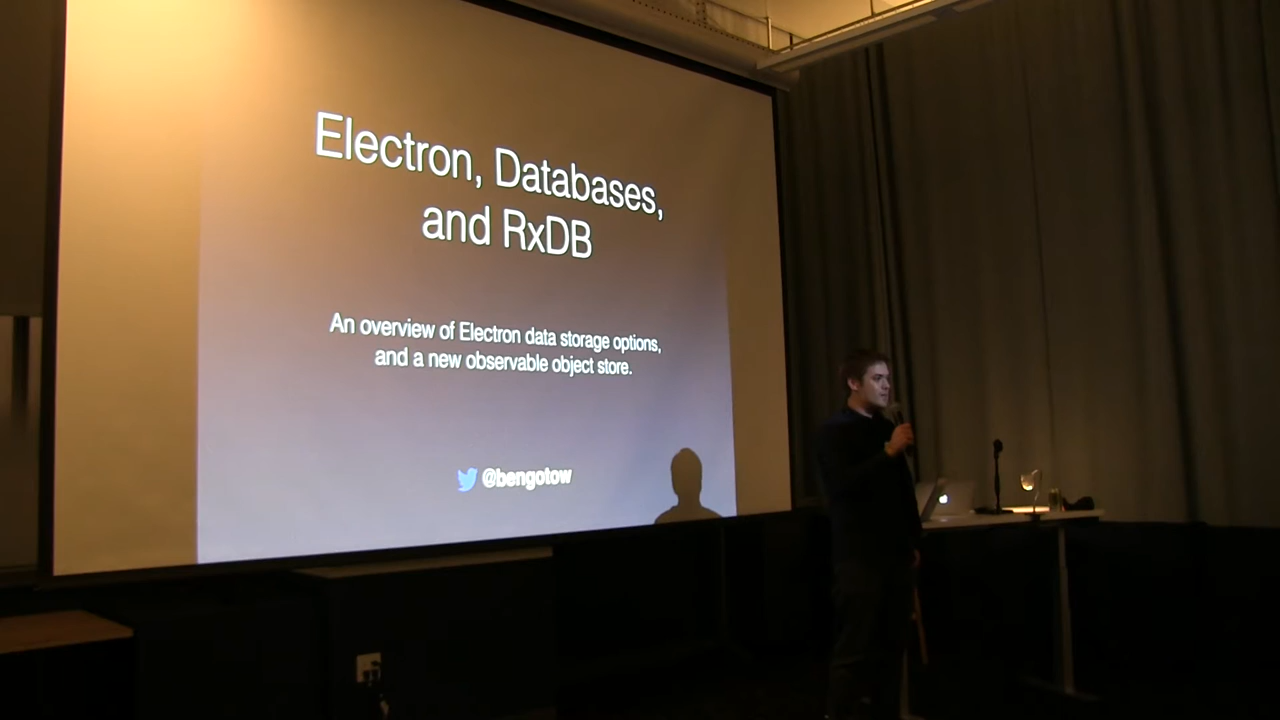 Electron, Databases,
and RxDB
An overview of Electron data storage options,
and a new observable object store.
@bengotow